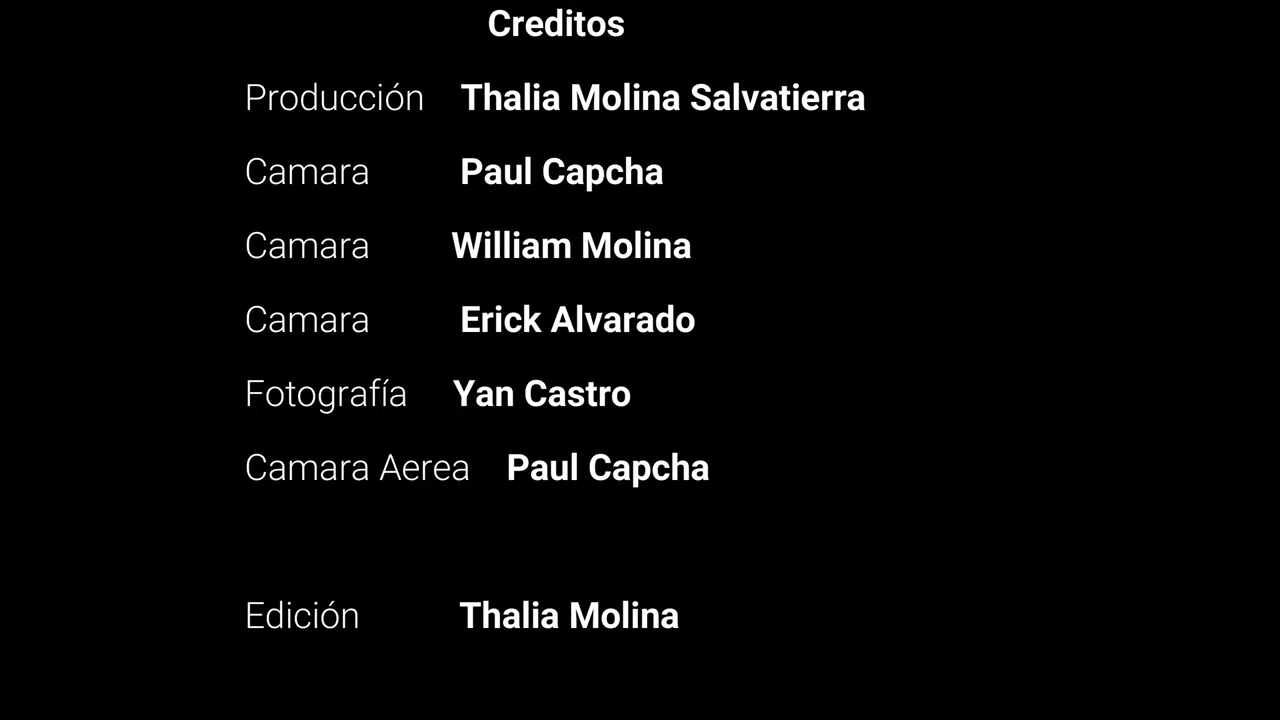 Creditos
Producción Thalia Molina Salvatierra
Camara Paul Capcha
Camara William Molina
Camara Erick Alvarado
Fotografía Yan Castro
Camara Aerea Paul Capcha
Edición Thalia Molina